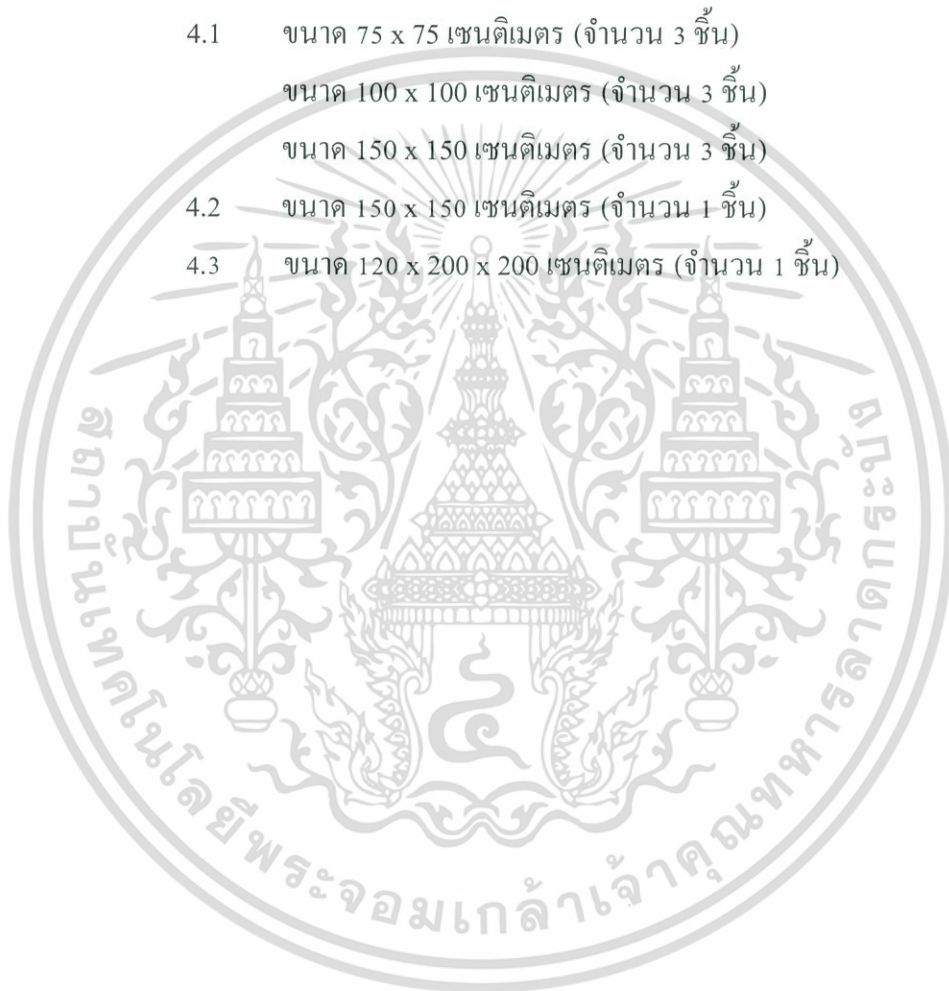 4.1 ขนาด 75 x 75 เซนติเมตร (จำนวน 3 ชิ้น)
ขนาด 100 x 100 เซนติเมตร (จำนวน 3 ชิ้น)
ขนาด 150 x 150 เซนติเมตร (จำนวน 3 ชิ้น)
4.2 ขนาด 150 x 150 เซนติเมตร (จำนวน 1 ชิ้น)
4.3 ขนาด 120 x 200 x 200 เซนติเมตร (จำนวน 1 ชิ้น)
สถาบันเทคโนโลยีพระจอมเกล้าเจ้าคุณทหารลาดกระบัง
๔